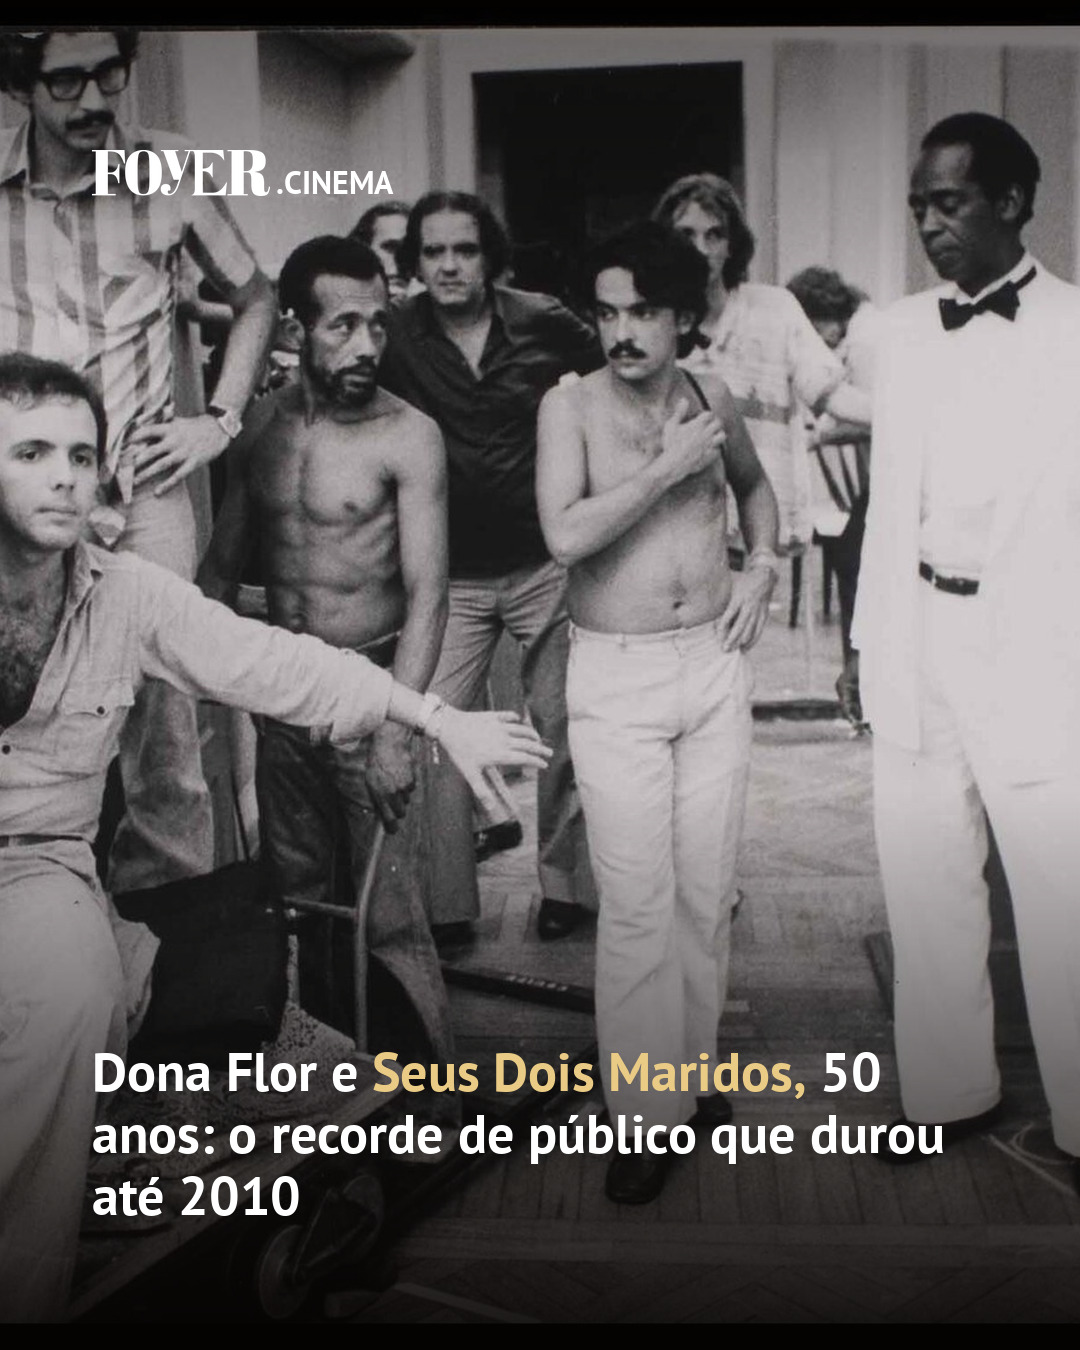 FOYER.CINEMA
Dona Flor e Seus Dois Maridos, 50
anos: o recorde de público que durou
até 2010